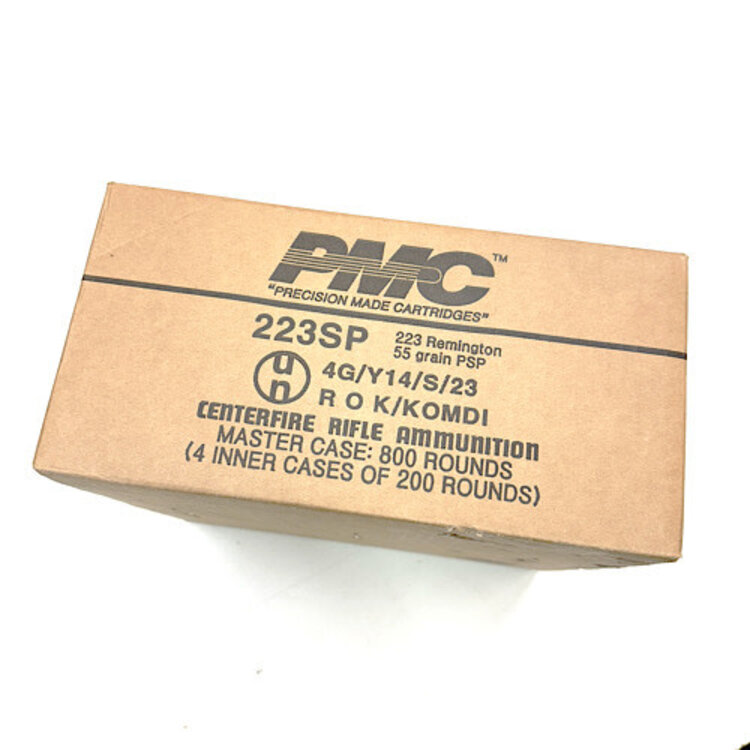 PMC™
"PRECISION MADE CARTRIDGES"
223SP 223 Remington
55 grain PSP
un 4G/Y14/S/23
R O K/KOMDI
CENTERFIRE RIFLE AMMUNITION
MASTER CASE: 800 ROUNDS
(4 INNER CASES OF 200 ROUNDS)